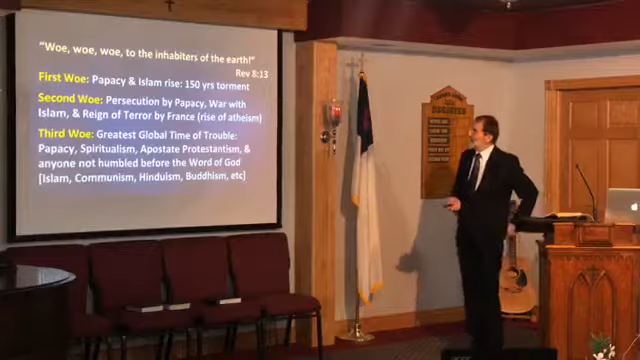 "Woe, woe, woe, to the inhabiters of the earth!"
Rev 8:13
First Woe: Papacy & Islam rise: 150 yrs torment
Second Woe: Persecution by Papacy, War with
Islam, & Reign of Terror by France (rise of atheism)
Third Woe: Greatest Global Time of Trouble:
Papacy, Spiritualism, Apostate Protestantism, &
anyone not humbled before the Word of God
[Islam, Communism, Hinduism, Buddhism, etc]
REGISTER